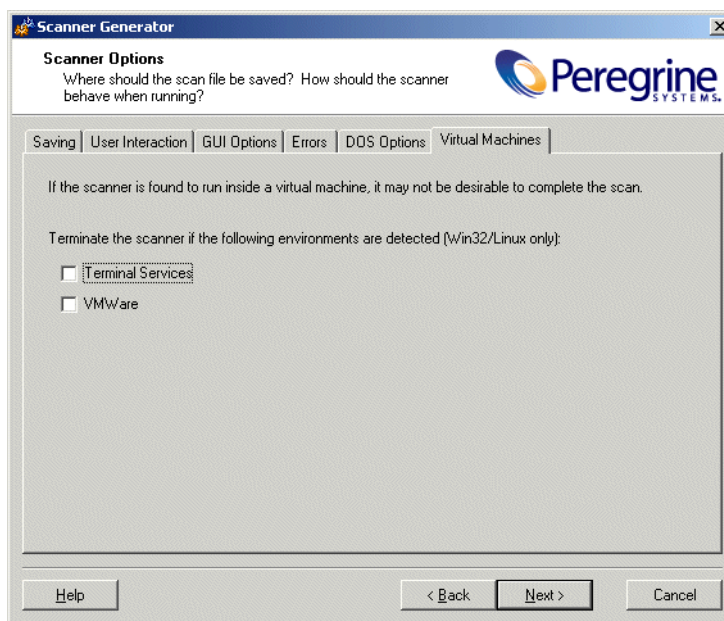 Scanner Generator
Scanner Options
Where should the scan file be saved? How should the scanner
behave when running?
Peregrine
SYSTEMS.
Saving
User Interaction
GUI Options
Errors
DOS Options
Virtual Machines
If the scanner is found to run inside a virtual machine, it may not be desirable to complete the scan.
Terminate the scanner if the following environments are detected (Win32/Linux only):
Terminal Services
VMWare
Help
< Back
Next >
Cancel